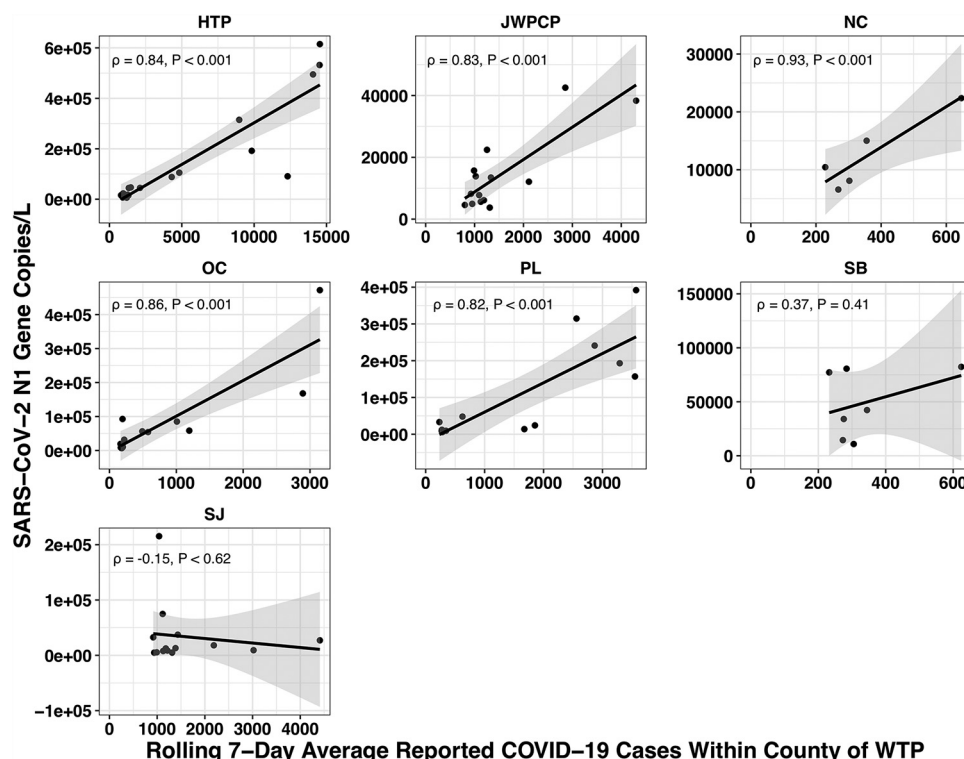 HTP
JWPCP
NC
6e+05
4e+05
2e+05
0e+00
ρ = 0.84, P < 0.001
0
5000
10000
15000
40000
20000
0
ρ = 0.83, P < 0.001
0
1000
2000
3000
4000
30000
20000
10000
ρ = 0.93, P < 0.001
0
200
400
600
OC
PL
SB
4e+05
3e+05
2e+05
1e+05
0e+00
ρ = 0.86, P < 0.001
0
1000
2000
3000
4e+05
3e+05
2e+05
1e+05
0e+00
ρ = 0.82, P < 0.001
0
1000
2000
3000
150000
100000
50000
0
ρ = 0.37, P = 0.41
0
200
400
600
SJ
2e+05
1e+05
0e+00
−1e+05
ρ = -0.15, P < 0.62
0
1000
2000
3000
4000
SARS−CoV−2 N1 Gene Copies/L
Rolling 7−Day Average Reported COVID−19 Cases Within County of WTP